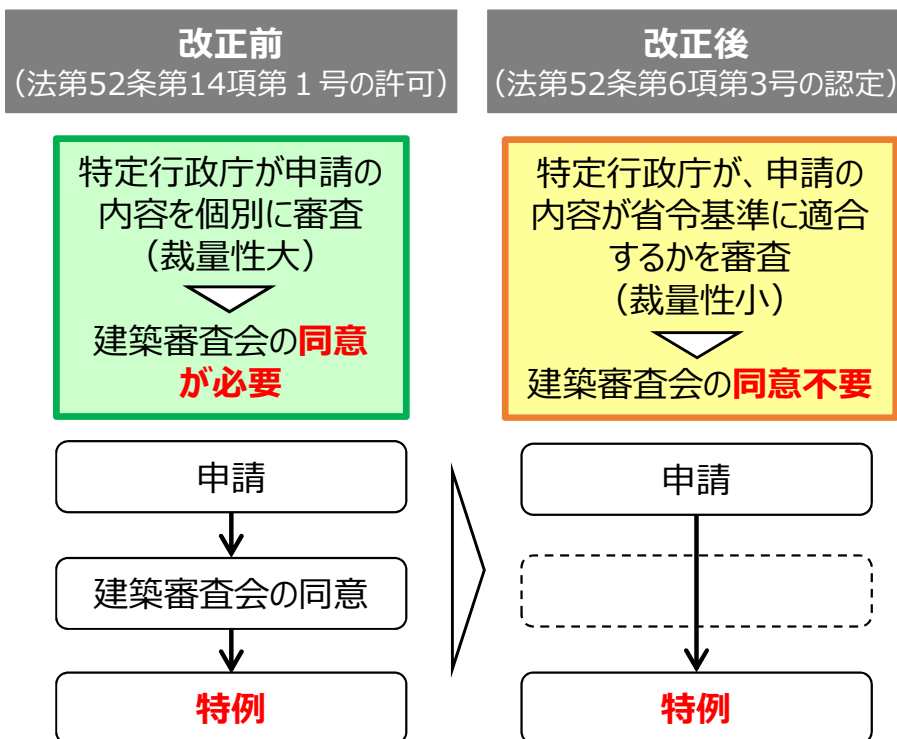 改正前
（法第52条第14項第１号の許可）
特定行政庁が申請の
内容を個別に審査
（裁量性大）
建築審査会の同意
が必要
申請
建築審査会の同意
特例
改正後
（法第52条第6項第3号の認定）
特定行政庁が、申請の
内容が省令基準に適合
するかを審査
（裁量性小）
建築審査会の同意不要
申請
特例